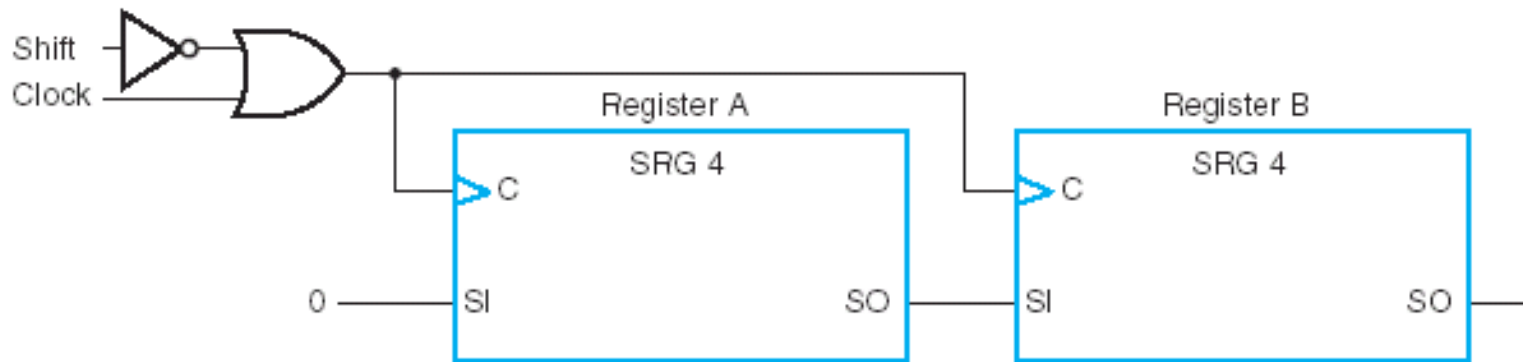 Shift
Clock
Register A
Register B
SRG 4
SRG 4
C
C
0
SI
SO
SI
SO